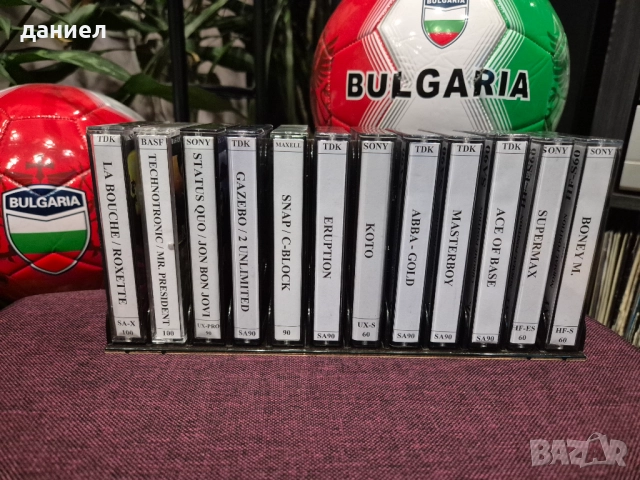 даниел
BULGARIA
BULGARIA
TDK
LA BOUCHE / ROXETTE
SA-X
100
BASF
TECHNOTRONIC / MR. PRESIDENT
100
SONY
STATUS QUO / JON BON JOVI
UX-PRO
90
TDK
GAZEBO / 2 UNLIMITED
SA90
MAXELL
SNAP / C-BLOCK
90
TDK
ERUPTION
SA90
SONY
KOTO
UX-S
60
TDK
ABBA - GOLD
SA90
TDK
MASTERBOY
SA90
TDK
ACE OF BASE
SA90
SONY
SUPERMAX
HF-ES
60
SONY
BONEY M.
HF-S
60
BAZAR